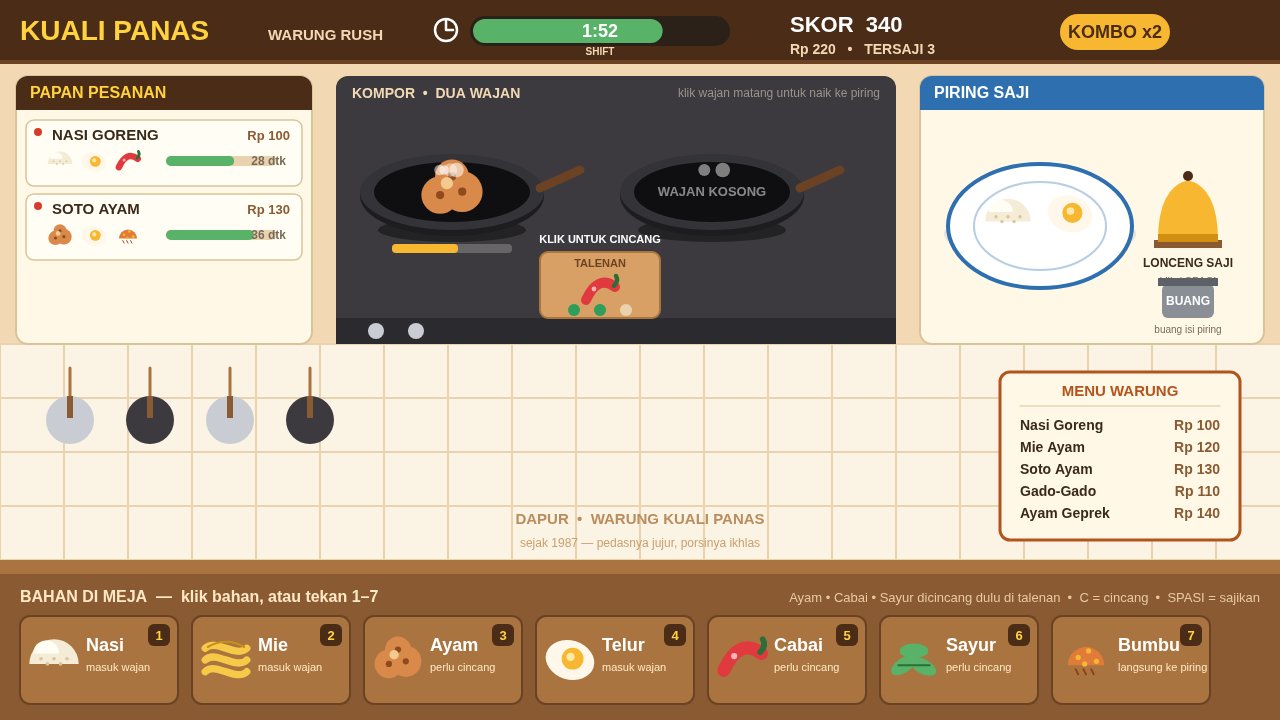 KUALI PANAS
WARUNG RUSH
1:52
SHIFT
SKOR 340
Rp 220 • TERSAJI 3
KOMBO x2
PAPAN PESANAN
NASI GORENG Rp 100
28 dtk
SOTO AYAM Rp 130
36 dtk
KOMPOR • DUA WAJAN
klik wajan matang untuk naik ke piring
WAJAN KOSONG
KLIK UNTUK CINCANG
TALENAN
PIRING SAJI
LONCENG SAJI
BUANG
buang isi piring
MENU WARUNG
Nasi Goreng Rp 100
Mie Ayam Rp 120
Soto Ayam Rp 130
Gado-Gado Rp 110
Ayam Geprek Rp 140
DAPUR • WARUNG KUALI PANAS
sejak 1987 — pedasnya jujur, porsinya ikhlas
BAHAN DI MEJA — klik bahan, atau tekan 1–7
Ayam • Cabai • Sayur dicincang dulu di talenan • C = cincang • SPASI = sajikan
Nasi 1
masuk wajan
Mie 2
masuk wajan
Ayam 3
perlu cincang
Telur 4
masuk wajan
Cabai 5
perlu cincang
Sayur 6
perlu cincang
Bumbu 7
langsung ke piring